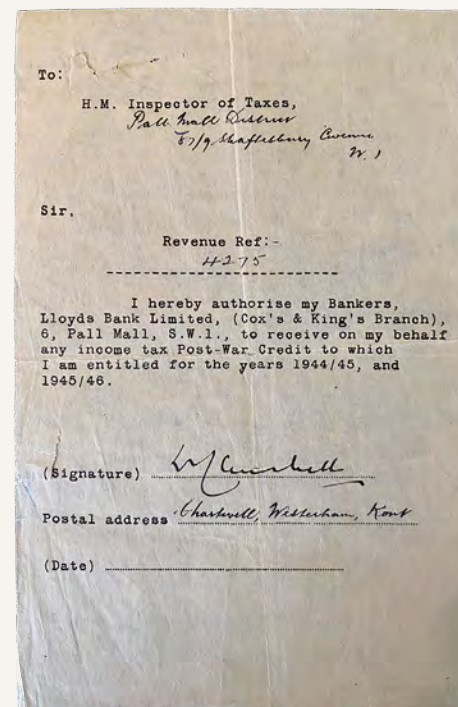 To:
H.M. Inspector of Taxes,
Pall Mall District
87/9 Shaftesbury Avenue
W.1
Sir,
Revenue Ref:-
4275
I hereby authorise my Bankers,
Lloyds Bank Limited, (Cox's & King's Branch),
6, Pall Mall, S.W.1., to receive on my behalf
any income tax Post-War Credit to which
I am entitled for the years 1944/45, and
1945/46.
(Signature) W S Churchill
Postal address Chartwell, Westerham, Kent
(Date)